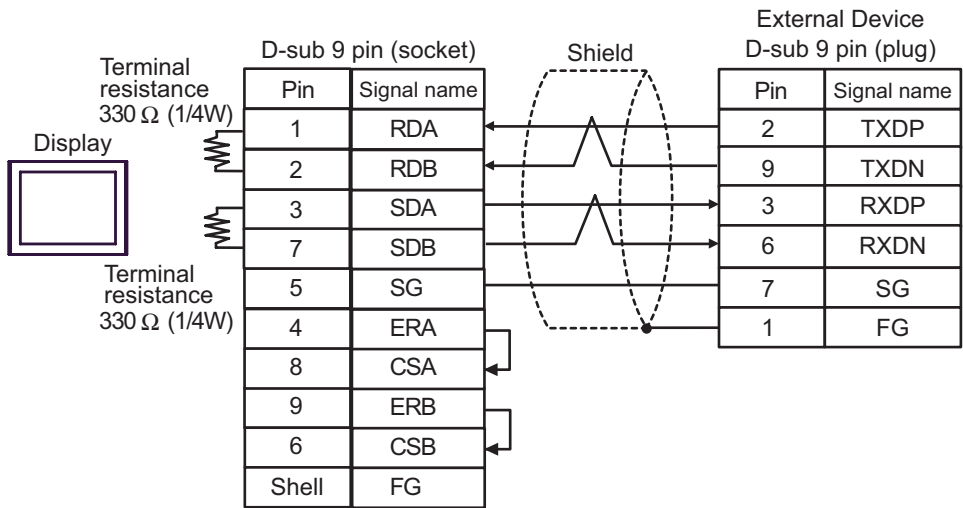 External Device
D-sub 9 pin (socket)
Shield
D-sub 9 pin (plug)
Terminal
resistance
330 Ω (1/4W)
Display
Pin Signal name
1 RDA
2 RDB
3 SDA
7 SDB
5 SG
4 ERA
8 CSA
9 ERB
6 CSB
Shell FG
Terminal
resistance
330 Ω (1/4W)
Pin Signal name
2 TXDP
9 TXDN
3 RXDP
6 RXDN
7 SG
1 FG